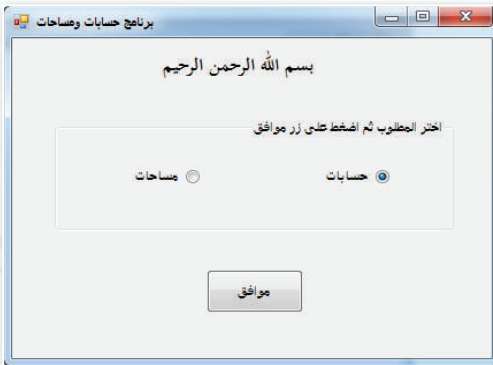 برنامج حسابات ومساحات
بسم الله الرحمن الرحيم
اختر المطلوب ثم اضغط على زر موافق
حسابات
مساحات
موافق